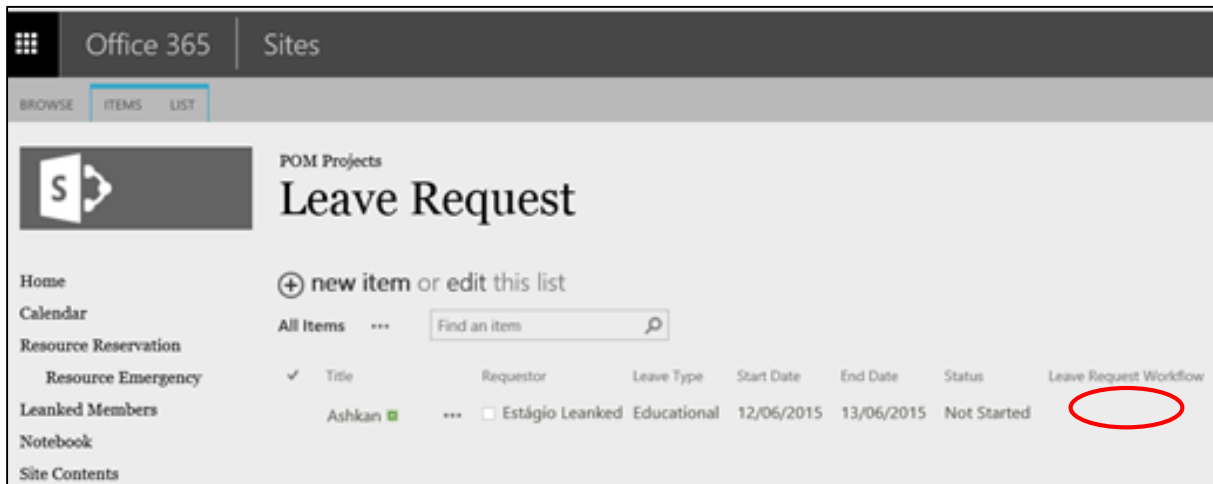 Office 365 Sites
BROWSE ITEMS LIST
S
POM Projects
Leave Request
Home
Calendar
Resource Reservation
Resource Emergency
Leanked Members
Notebook
Site Contents
new item or edit this list
All Items ... Find an item
Title Requestor Leave Type Start Date End Date Status Leave Request Workflow
Ashkan ... Estágio Leanked Educational 12/06/2015 13/06/2015 Not Started